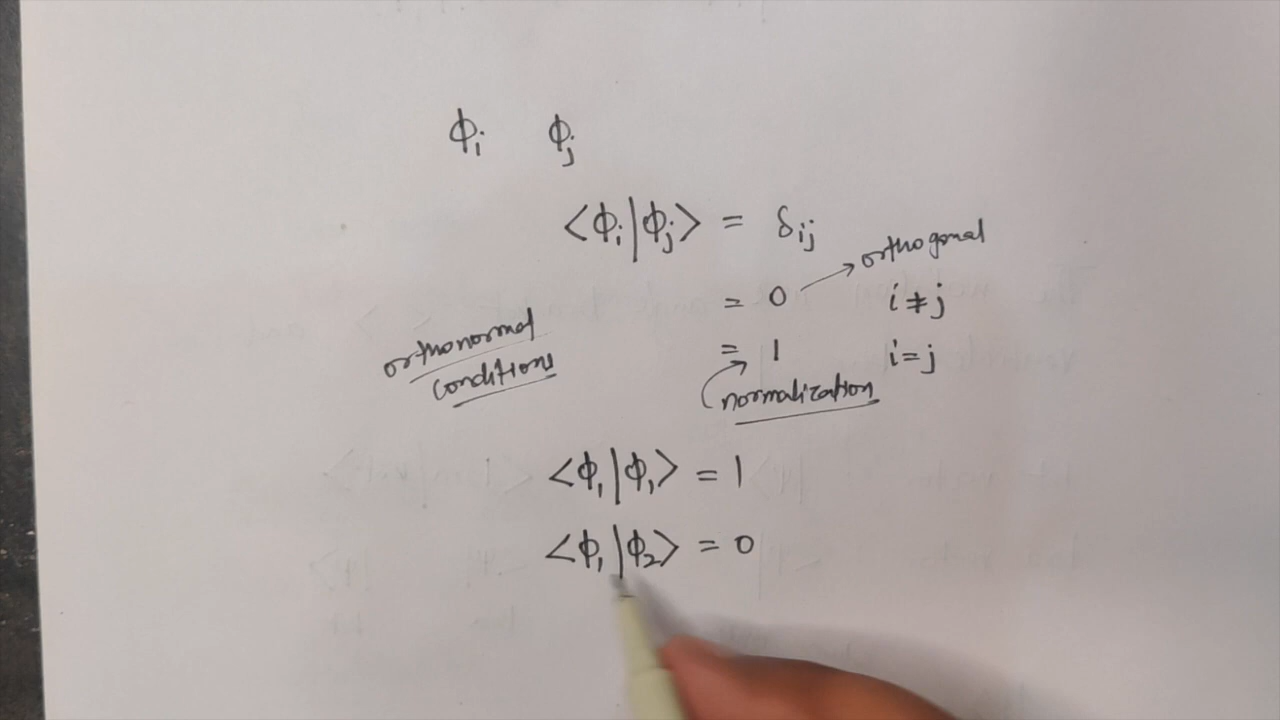 ϕi ϕj
<ϕi|ϕj> = δij
orthogonal
= 0 i ≠ j
orthonormal
= 1 i = j
conditions
normalization
<ϕ1|ϕ1> = 1
<ϕ1|ϕ2> = 0